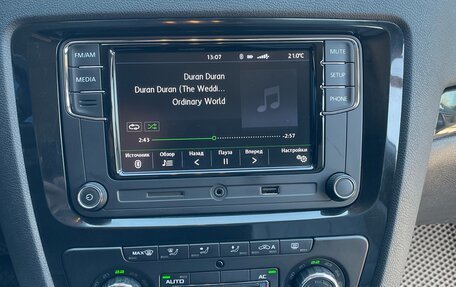 FM/AM
13:07
21.0°C
MUTE
MEDIA
Duran Duran
Duran Duran (The Weddi...
Ordinary World
SETUP
PHONE
2:43
-2:57
Источник
Обзор
Назад
Пауза
Вперед
Настройки
MAX
A
AUTO
AC